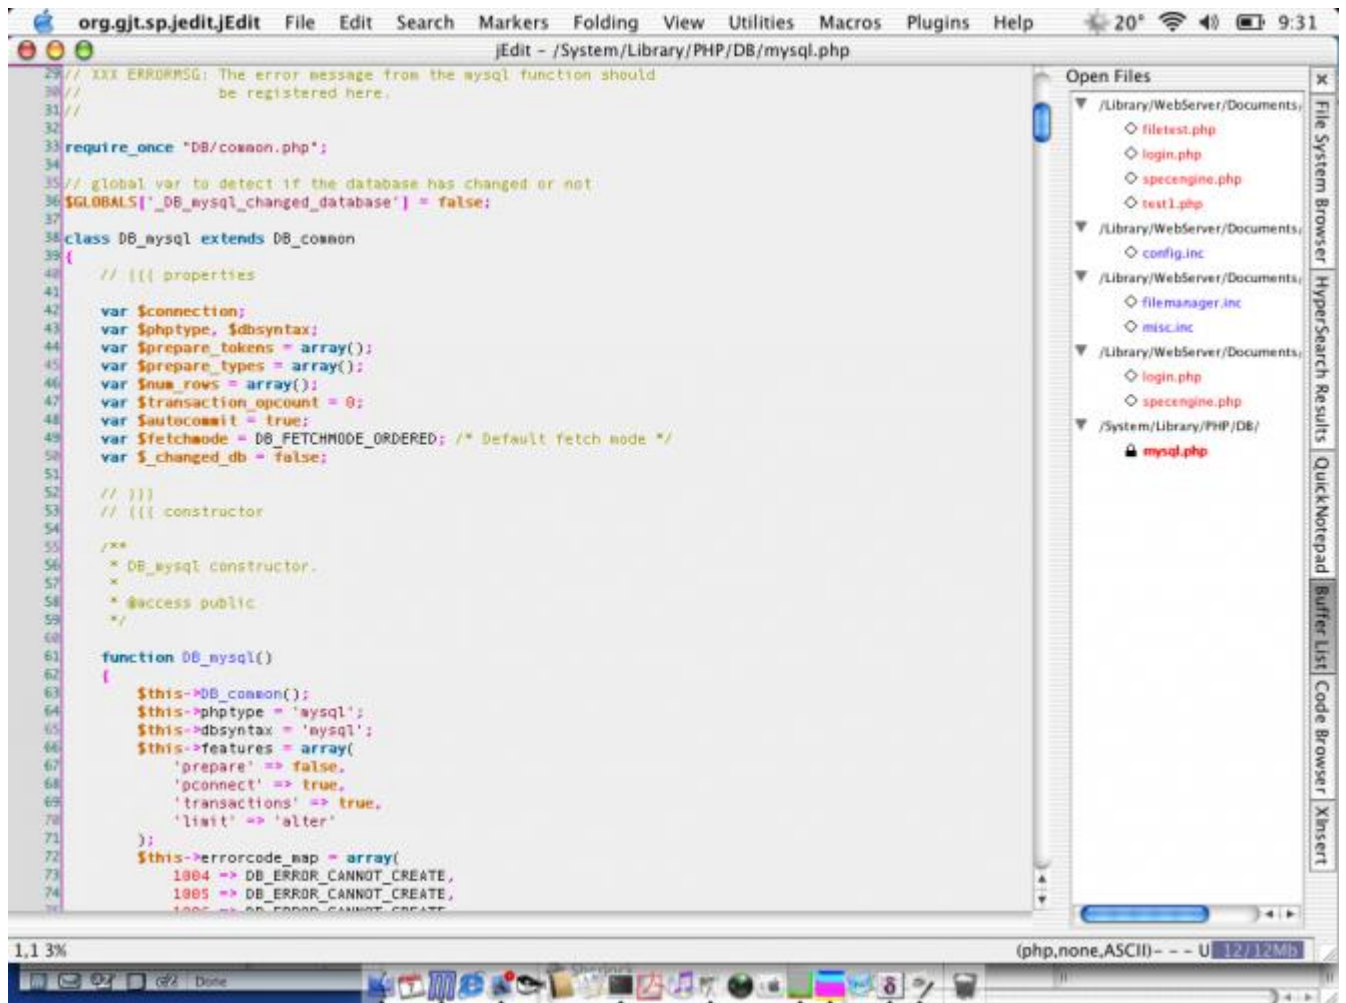 org.gjt.sp.jedit.jEdit File Edit Search Markers Folding View Utilities Macros Plugins Help 20° 9:31
jEdit - /System/Library/PHP/DB/mysql.php
29 // XXX ERRORMSG: The error message from the mysql function should
30 // be registered here.
31 //
32
33 require_once "DB/common.php";
34
35 // global var to detect if the database has changed or not
36 $GLOBALS['_DB_mysql_changed_database'] = false;
37
38 class DB_mysql extends DB_common
39 {
40 // {{{ properties
41
42 var $connection;
43 var $phptype, $dbsyntax;
44 var $prepare_tokens = array();
45 var $prepare_types = array();
46 var $num_rows = array();
47 var $transaction_opcount = 0;
48 var $autocommit = true;
49 var $fetchmode = DB_FETCHMODE_ORDERED; /* Default fetch mode */
50 var $_changed_db = false;
51
52 // }}}
53 // {{{ constructor
54
55 /**
56 * DB_mysql constructor.
57 *
58 * @access public
59 */
60
61 function DB_mysql()
62 {
63 $this->DB_common();
64 $this->phptype = 'mysql';
65 $this->dbsyntax = 'mysql';
66 $this->features = array(
67 'prepare' => false,
68 'pconnect' => true,
69 'transactions' => true,
70 'limit' => 'alter'
71 );
72 $this->errorcode_map = array(
73 1004 => DB_ERROR_CANNOT_CREATE,
74 1005 => DB_ERROR_CANNOT_CREATE,
75 1006 => DB_ERROR_CANNOT_CREATE
Open Files
/Library/WebServer/Documents/
filetest.php
login.php
specengine.php
test1.php
/Library/WebServer/Documents/
config.inc
/Library/WebServer/Documents/
filemanager.inc
misc.inc
/Library/WebServer/Documents/
login.php
specengine.php
/System/Library/PHP/DB/
mysql.php
File System Browser
HyperSearch Results
QuickNotepad
Buffer List
Code Browser
XInsert
1,1 3%
(php,none,ASCII)- - - U 12/12Mb
Done